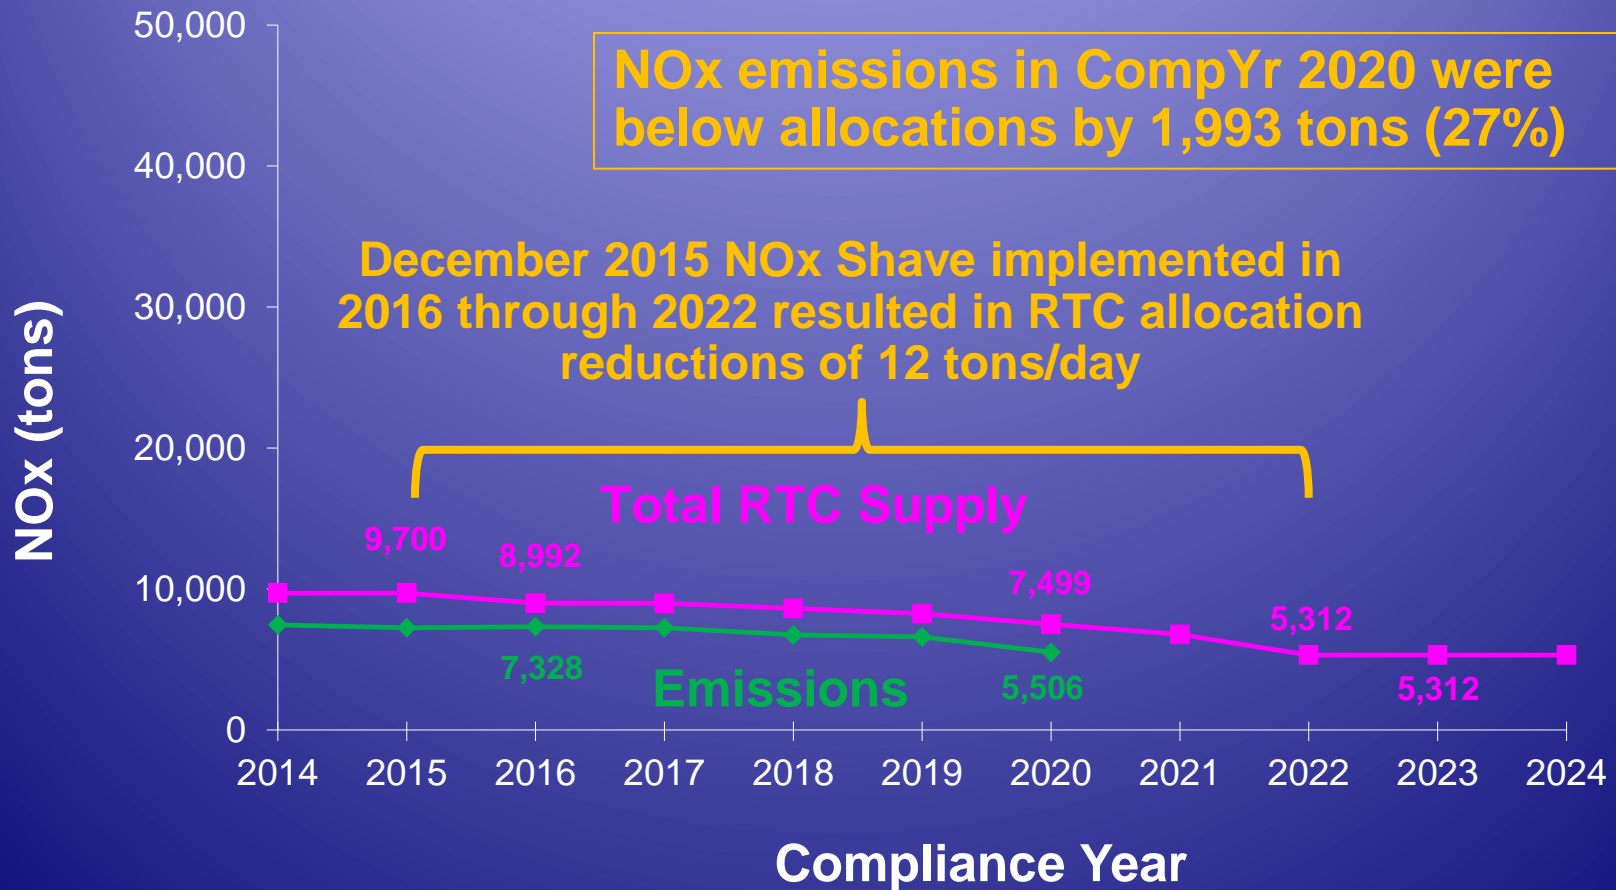 50,000
NOx emissions in CompYr 2020 were
below allocations by 1,993 tons (27%)
40,000
December 2015 NOx Shave implemented in
2016 through 2022 resulted in RTC allocation
reductions of 12 tons/day
30,000
NOx (tons)
20,000
Total RTC Supply
9,700
8,992
7,499
5,312
10,000
7,328
Emissions
5,506
5,312
0
2014 2015 2016 2017 2018 2019 2020 2021 2022 2023 2024
Compliance Year